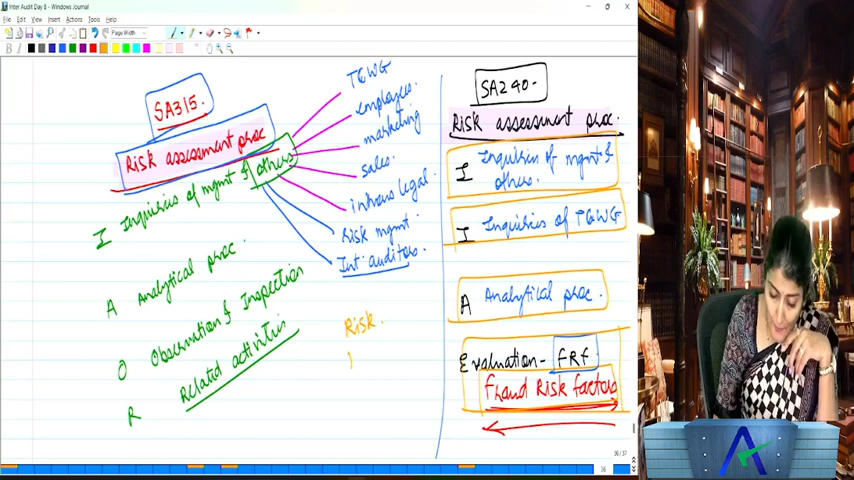 Inter Audit Day 8 - Windows Journal
File Edit View Insert Actions Tools Help
Page Width
SA315.
Risk assessment proc
I Inquiries of mgmt & others
A Analytical proc.
O Observation & Inspection
R Related activities
TCWG
employees.
marketing
sales.
inhouse legal
Risk mgmt
Int auditors.
Risk.
SA240.
Risk assessment proc.
I Inquiries of mgmt &
others.
I Inquiries of TCWG
A Analytical proc.
Evaluation - FRF
Fraud Risk factors
36
36/37